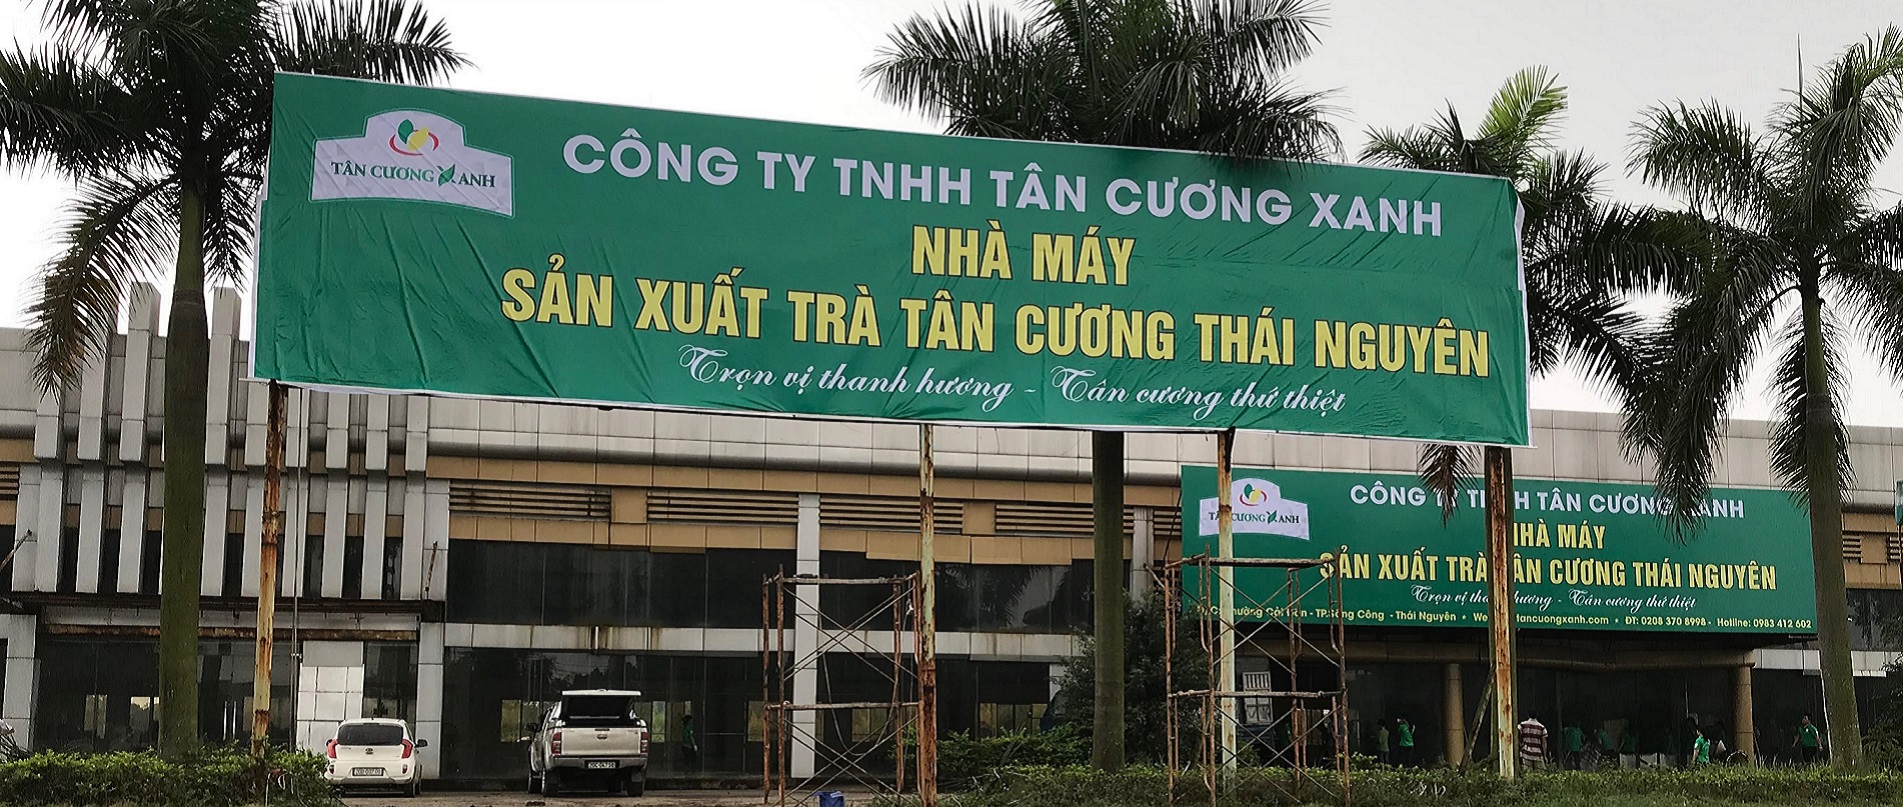 TÂN CƯƠNG XANH
CÔNG TY TNHH TÂN CƯƠNG XANH
NHÀ MÁY
SẢN XUẤT TRÀ TÂN CƯƠNG THÁI NGUYÊN
Trọn vị thanh hương - Tân cương thứ thiệt
TÂN CƯƠNG XANH
CÔNG TY TNHH TÂN CƯƠNG XANH
NHÀ MÁY
SẢN XUẤT TRÀ TÂN CƯƠNG THÁI NGUYÊN
Trọn vị thanh hương - Tân cương thứ thiệt
TP.Sông Công - Thái Nguyên * tancuongxanh.com * ĐT: 0208 370 8998 - Hotline: 0983 412 602